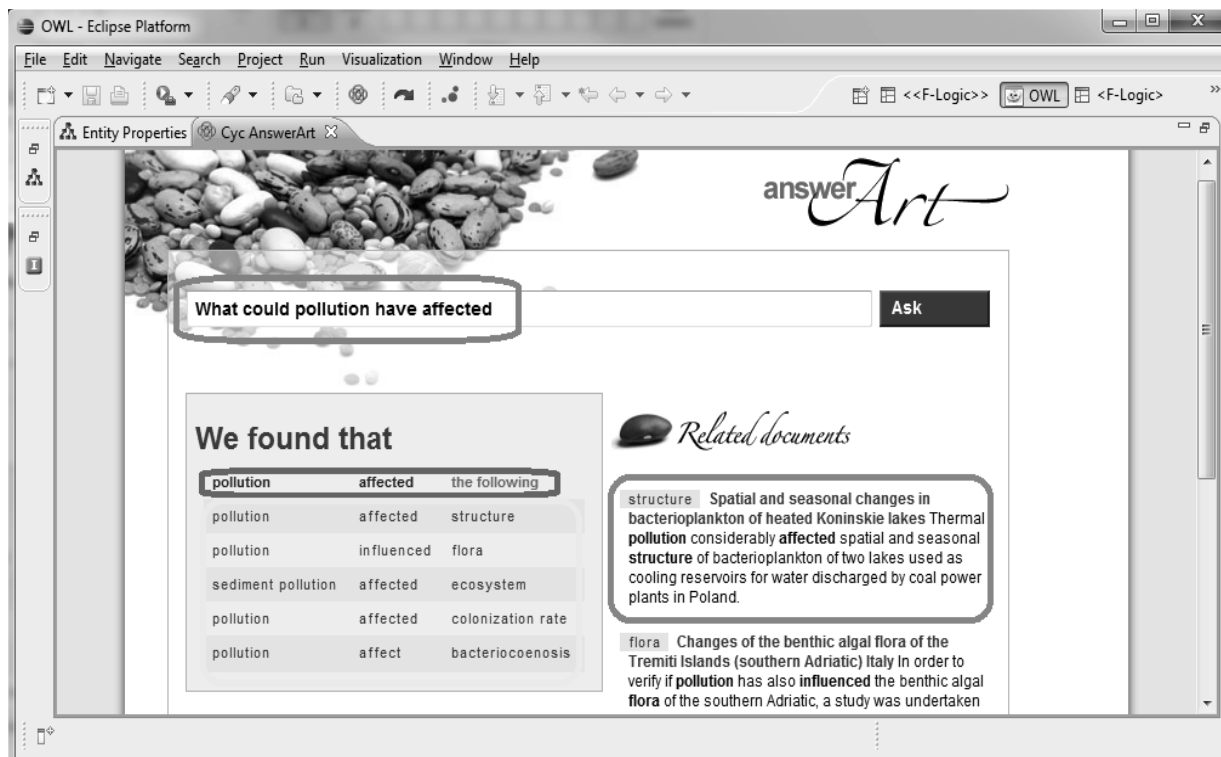 OWL - Eclipse Platform
File Edit Navigate Search Project Run Visualization Window Help
<<F-Logic>> OWL <F-Logic> »
Entity Properties Cyc AnswerArt
answerArt
What could pollution have affected Ask
We found that
pollution affected the following
pollution affected structure
pollution influenced flora
sediment pollution affected ecosystem
pollution affected colonization rate
pollution affect bacteriocoenosis
Related documents
structure Spatial and seasonal changes in
bacterioplankton of heated Koninskie lakes Thermal
pollution considerably affected spatial and seasonal
structure of bacterioplankton of two lakes used as
cooling reservoirs for water discharged by coal power
plants in Poland.
flora Changes of the benthic algal flora of the
Tremiti Islands (southern Adriatic) Italy In order to
verify if pollution has also influenced the benthic algal
flora of the southern Adriatic, a study was undertaken